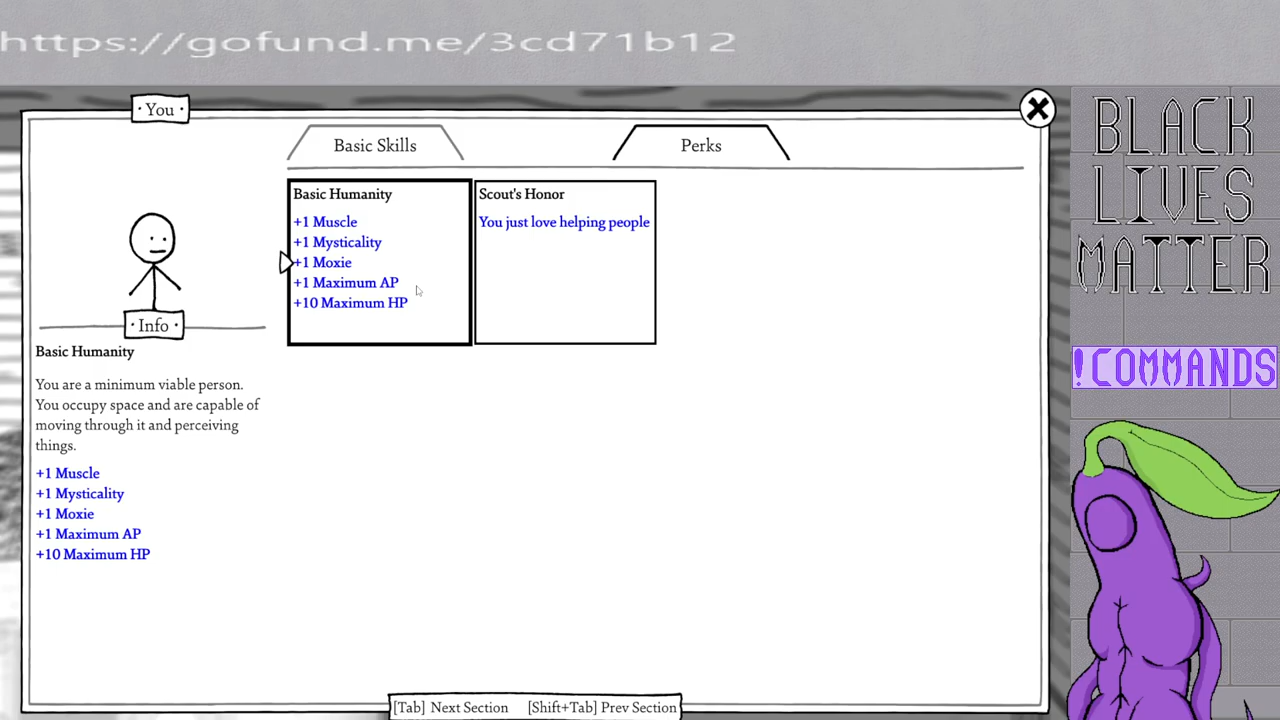 https://gofund.me/3cd71b12
· You ·
Basic Skills
Perks
Basic Humanity
+1 Muscle
+1 Mysticality
+1 Moxie
+1 Maximum AP
+10 Maximum HP
Scout's Honor
You just love helping people
· Info ·
Basic Humanity
You are a minimum viable person.
You occupy space and are capable of
moving through it and perceiving
things.
+1 Muscle
+1 Mysticality
+1 Moxie
+1 Maximum AP
+10 Maximum HP
[Tab] Next Section [Shift+Tab] Prev Section
BLACK
LIVES
MATTER
!COMMANDS